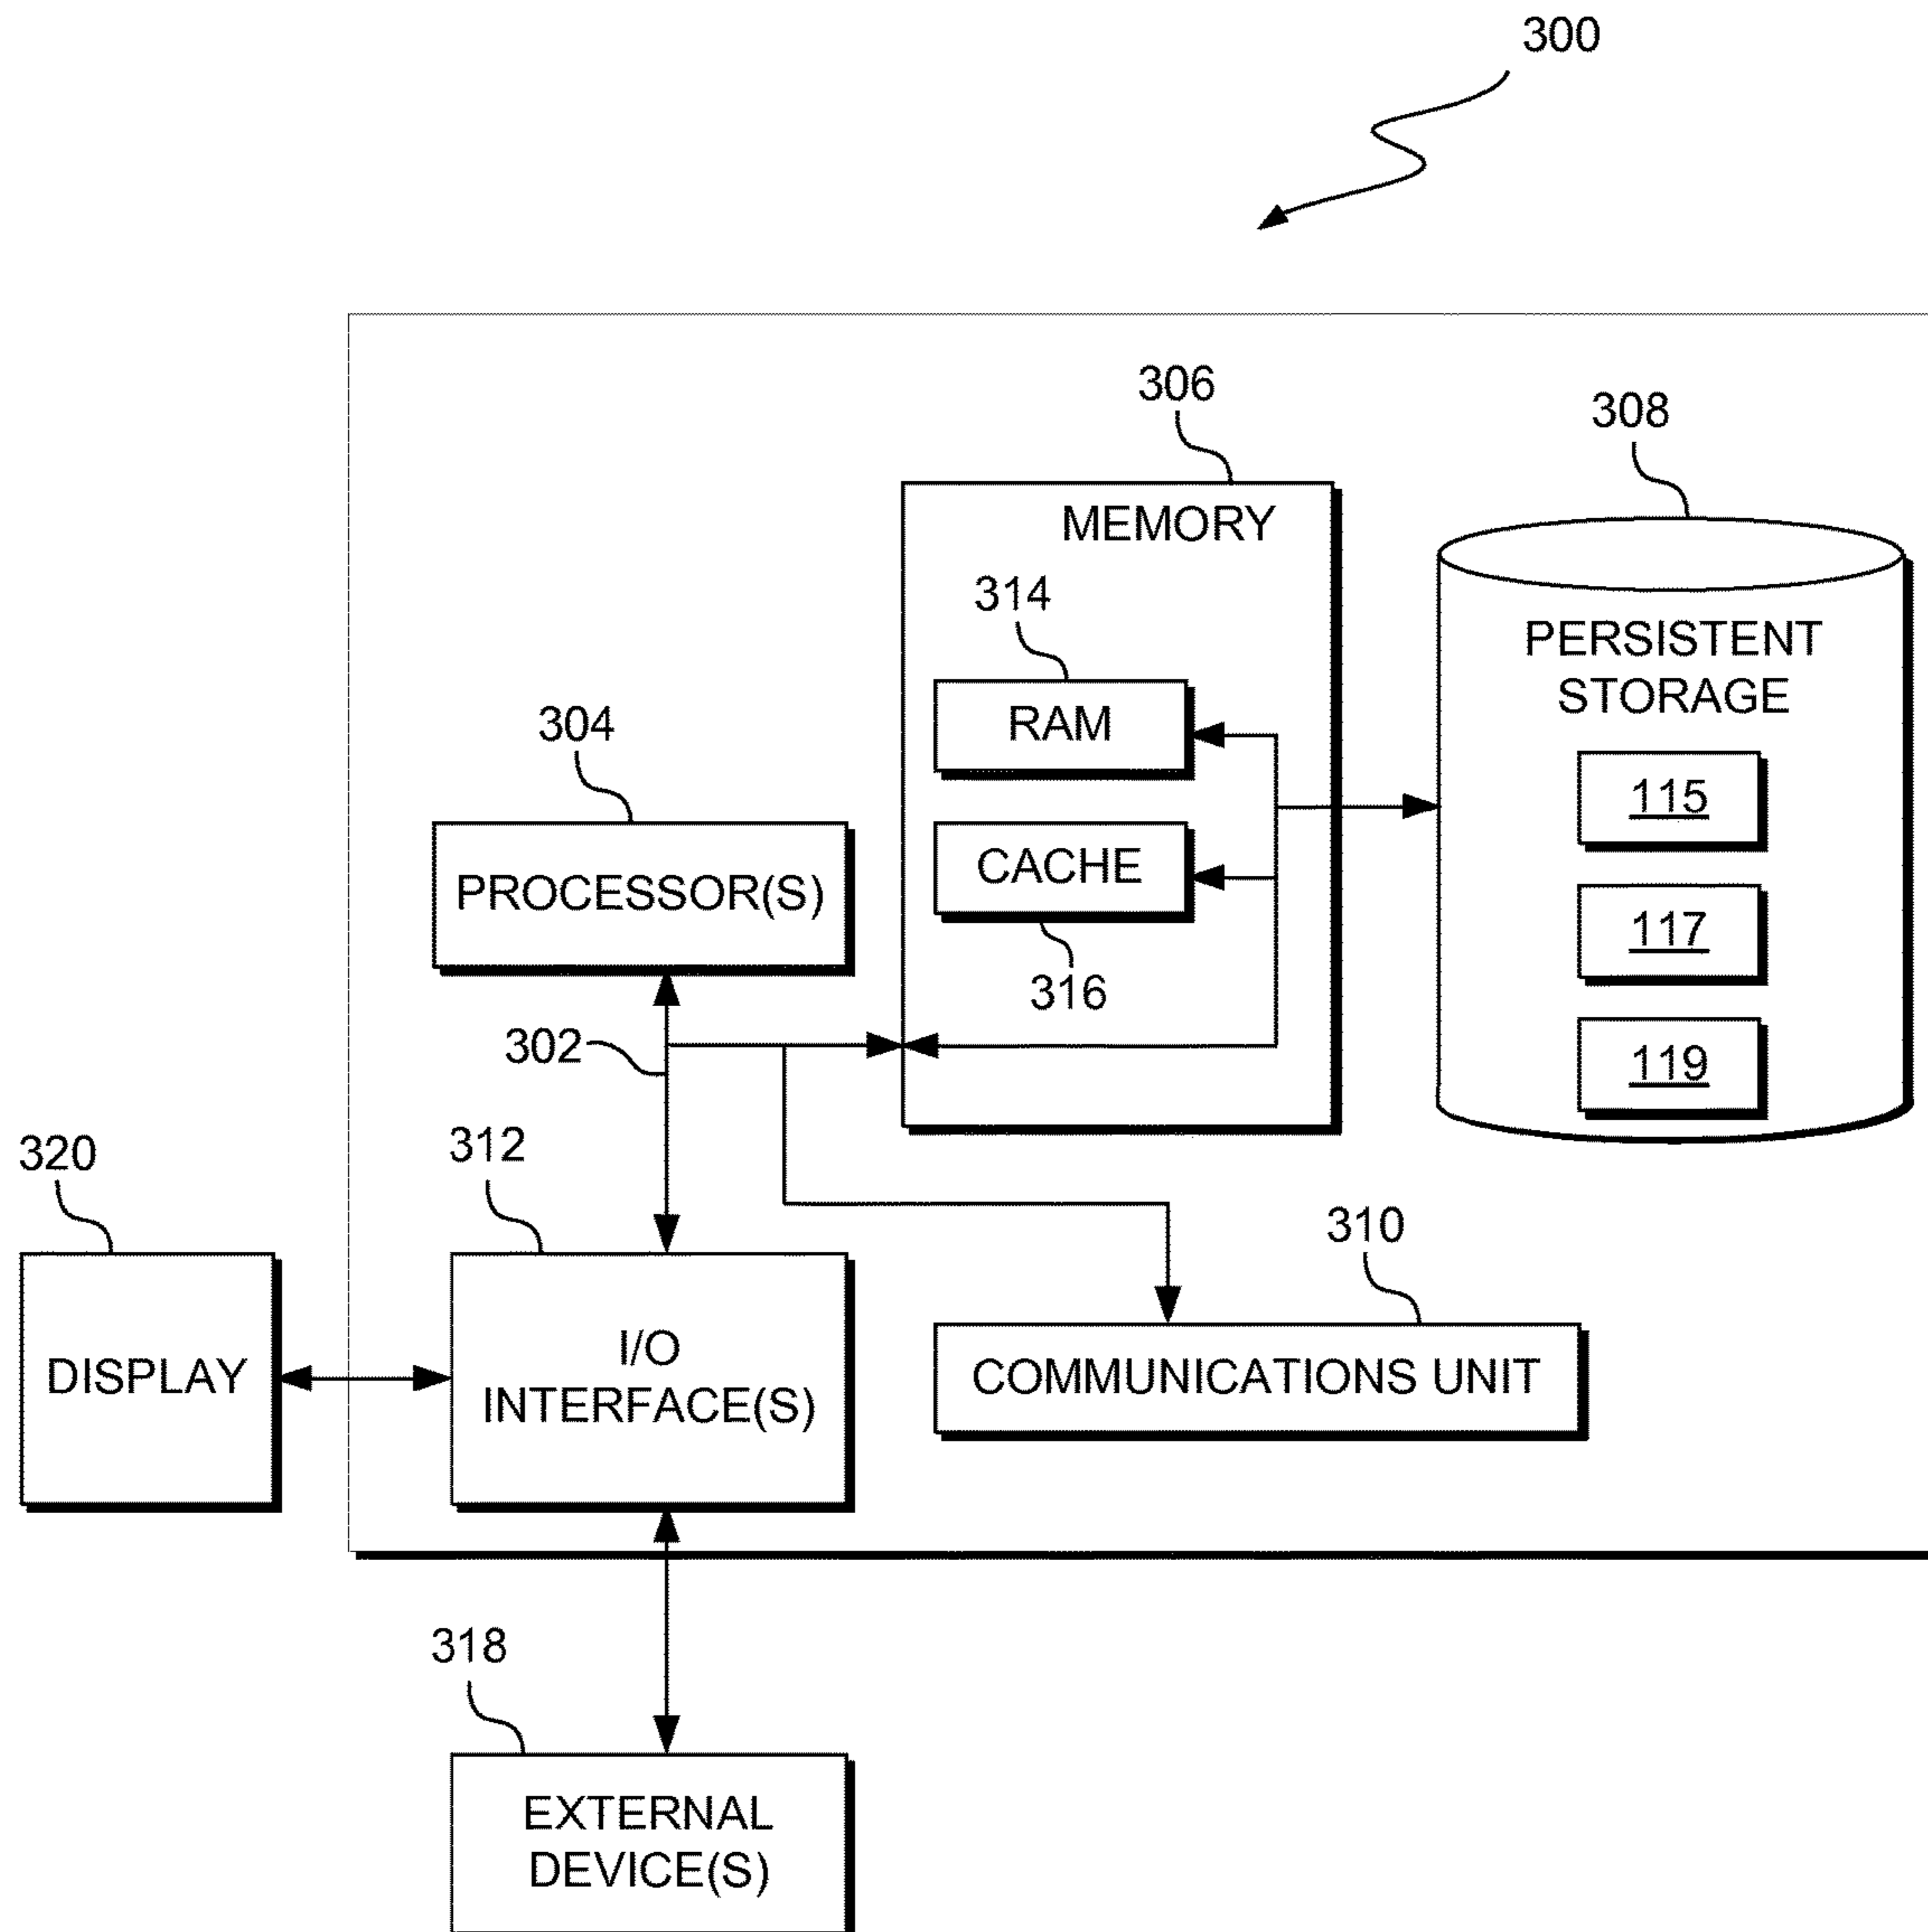 300
306
308
MEMORY
314
PERSISTENT
STORAGE
RAM
304
115
CACHE
PROCESSOR(S)
117
316
302
119
320
312
310
I/O
INTERFACE(S)
DISPLAY
COMMUNICATIONS UNIT
318
EXTERNAL
DEVICE(S)